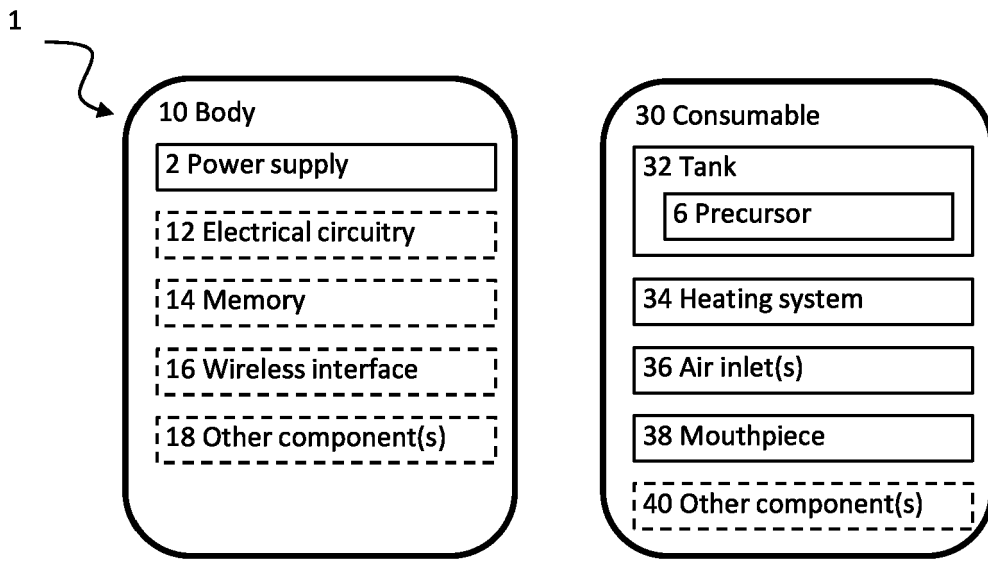 1
10 Body
2 Power supply
12 Electrical circuitry
14 Memory
16 Wireless interface
18 Other component(s)
30 Consumable
32 Tank
6 Precursor
34 Heating system
36 Air inlet(s)
38 Mouthpiece
40 Other component(s)